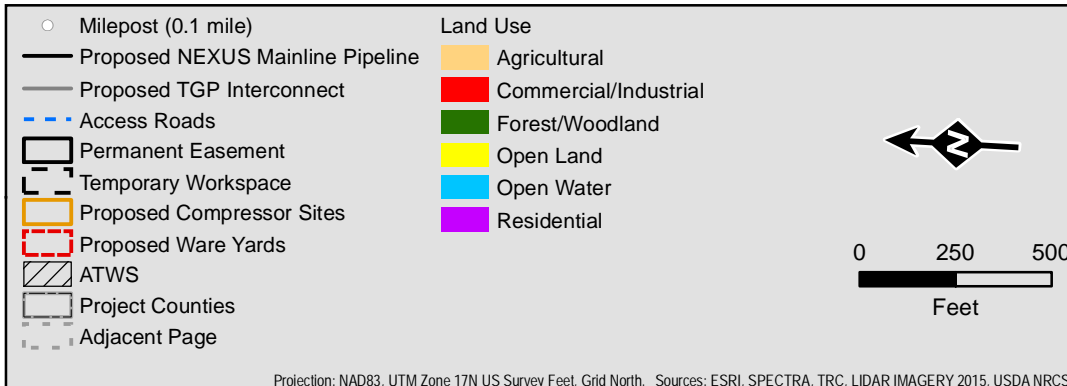 Milepost (0.1 mile)
Proposed NEXUS Mainline Pipeline
Proposed TGP Interconnect
Access Roads
Permanent Easement
Temporary Workspace
Proposed Compressor Sites
Proposed Ware Yards
ATWS
Project Counties
Adjacent Page
Land Use
Agricultural
Commercial/Industrial
Forest/Woodland
Open Land
Open Water
Residential
N
0 250 500
Feet
Projection: NAD83, UTM Zone 17N US Survey Feet, Grid North, Sources: ESRI, SPECTRA, TRC, LIDAR IMAGERY 2015, USDA NRCS